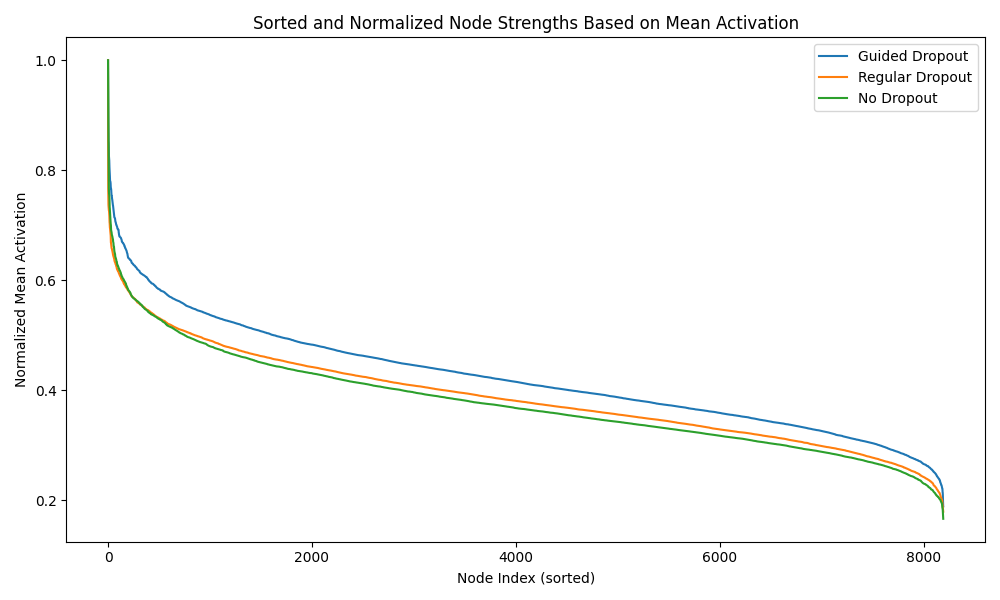 Sorted and Normalized Node Strengths Based on Mean Activation
Guided Dropout
Regular Dropout
No Dropout
Normalized Mean Activation
1.0
0.8
0.6
0.4
0.2
0
2000
4000
6000
8000
Node Index (sorted)